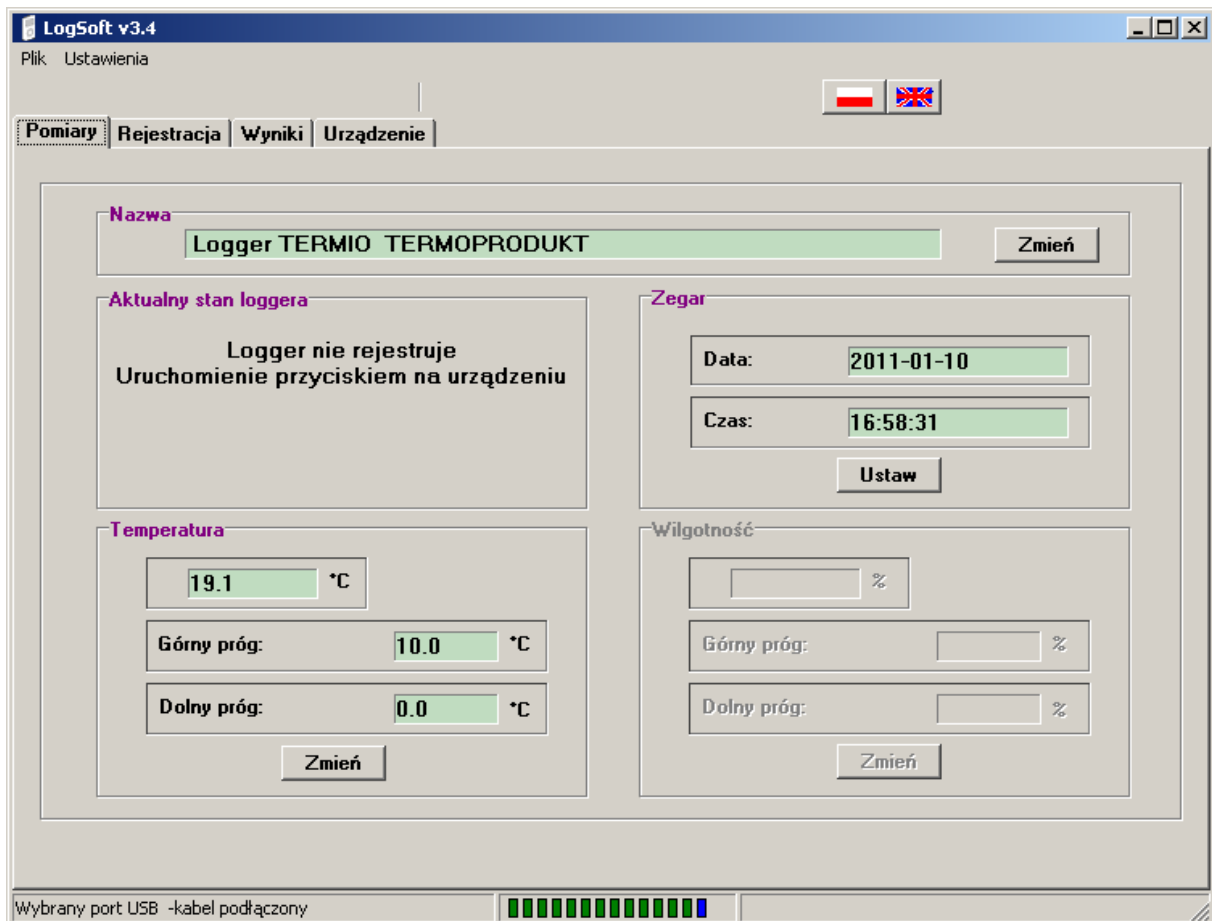 LogSoft v3.4
Plik Ustawienia
Pomiary Rejestracja Wyniki Urządzenie
Nazwa
Logger TERMIO TERMOPRODUKT Zmień
Aktualny stan loggera
Logger nie rejestruje
Uruchomienie przyciskiem na urządzeniu
Zegar
Data: 2011-01-10
Czas: 16:58:31
Ustaw
Temperatura
19.1 °C
Górny próg: 10.0 °C
Dolny próg: 0.0 °C
Zmień
Wilgotność
%
Górny próg: %
Dolny próg: %
Zmień
Wybrany port USB -kabel podłączony